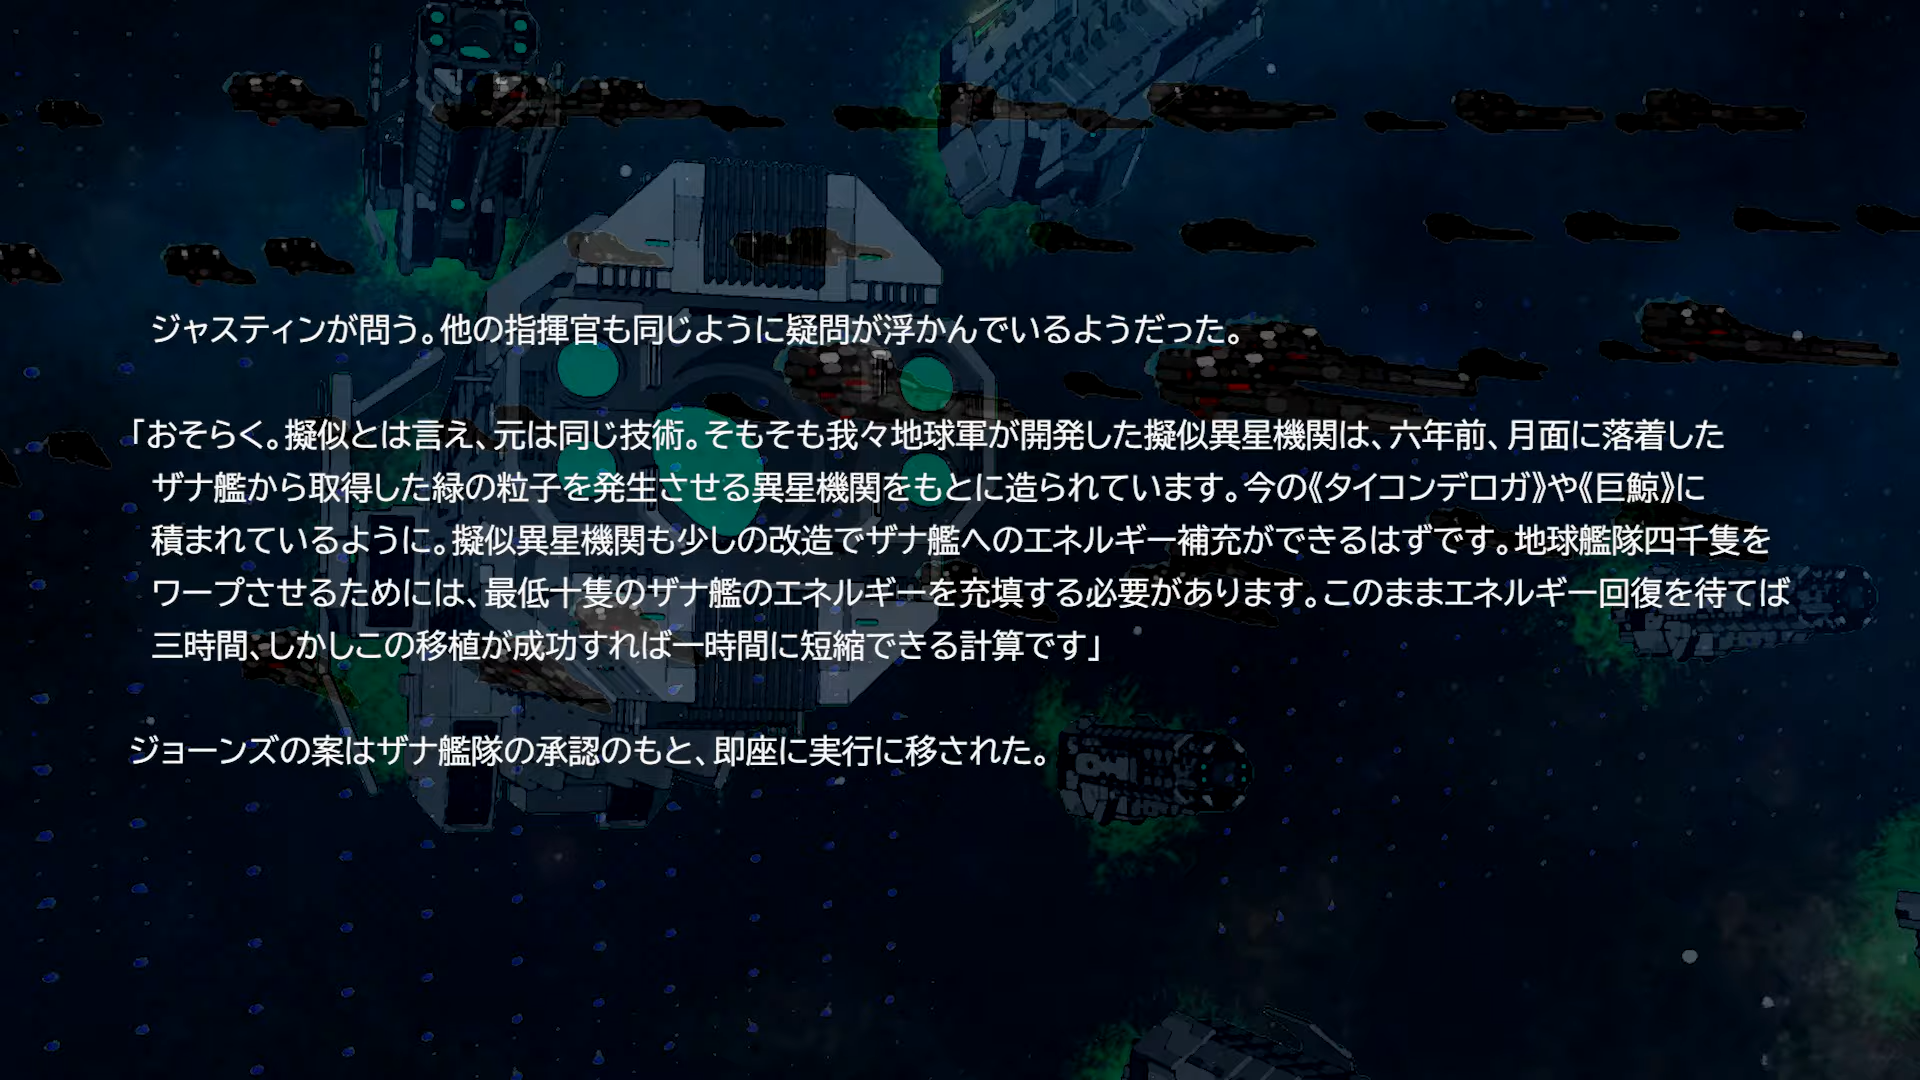 ジャスティンが問う。他の指揮官も同じように疑問が浮かんでいるようだった。
「おそらく。擬似とは言え、元は同じ技術。そもそも我々地球軍が開発した擬似異星機関は、六年前、月面に落着した
ザナ艦から取得した緑の粒子を発生させる異星機関をもとに造られています。今の《タイコンデロガ》や《巨鯨》に
積まれているように。擬似異星機関も少しの改造でザナ艦へのエネルギー補充ができるはずです。地球艦隊四千隻を
ワープさせるためには、最低十隻のザナ艦のエネルギーを充填する必要があります。このままエネルギー回復を待てば
三時間、しかしこの移植が成功すれば一時間に短縮できる計算です」
ジョーンズの案はザナ艦隊の承認のもと、即座に実行に移された。